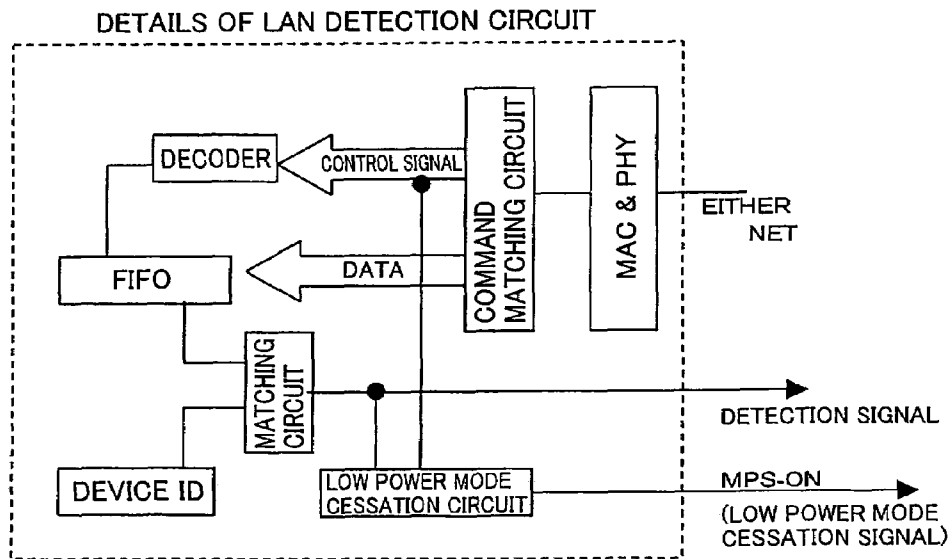 DETAILS OF LAN DETECTION CIRCUIT
DECODER
CONTROL SIGNAL
COMMAND
MATCHING CIRCUIT
MAC & PHY
EITHER
NET
FIFO
DATA
MATCHING
CIRCUIT
DETECTION SIGNAL
DEVICE ID
LOW POWER MODE
CESSATION CIRCUIT
MPS-ON
(LOW POWER MODE
CESSATION SIGNAL)